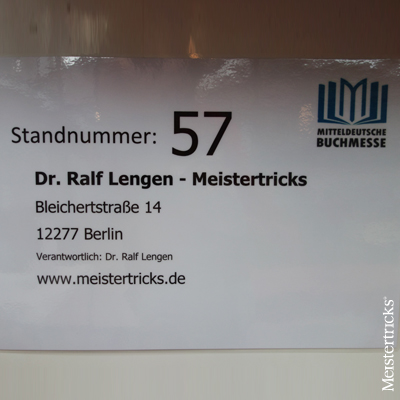 MITTELDEUTSCHE
BUCHMESSE
Standnummer: 57
Dr. Ralf Lengen - Meistertricks
Bleichertstraße 14
12277 Berlin
Verantwortlich: Dr. Ralf Lengen
www.meistertricks.de
Meistertricks®